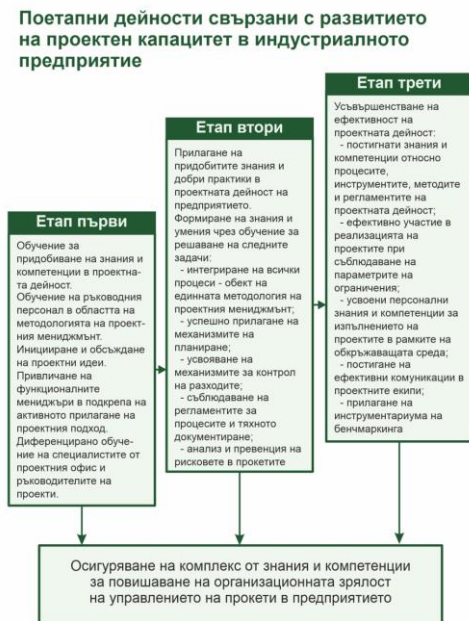 Поетапни дейности свързани с развитието
на проектен капацитет в индустриалното
предприятие
Етап първи
Обучение за
придобиване на знания и
компетенции в проектна-
та дейност.
Обучение на ръководния
персонал в областта на
методологията на проект-
ния мениджмънт.
Иницииране и обсъждане
на проектни идеи.
Привличане на
функционалните
мениджъри в подкрепа на
активното прилагане на
проектния подход.
Диференцирано обуче-
ние на специалистите от
проектния офис и
ръководителите на
проекти.
Етап втори
Прилагане на
придобитите знания и
добри практики в
проектната дейност на
предприятието.
Формиране на знания и
умения чрез обучение за
решаване на следните
задачи:
- интегриране на всички
процеси - обект на
единната методология на
проектния мениджмънт;
- успешно прилагане на
механизмите на
планиране;
- усвояване на
механизмите за контрол
на разходите;
- съблюдаване на
регламентите за
процесите и тяхното
документиране;
- анализ и превенция на
рисковете в прокетите
Етап трети
Усъвършенстване на
ефективност на
проектната дейност:
- постигнати знания и
компетенции относно
процесите,
инструментите, методите
и регламентите на
проектната дейност;
- ефективно участие в
реализацията на
проектите при
съблюдаване на
параметрите на
ограничения;
- усвоени персонални
знания и компетенции за
изпълнението на
проектите в рамките на
обкръжаващата среда;
- постигане на
ефективни комуникации в
проектните екипи;
- прилагане на
инструментариума на
бенчмаркинга
Осигуряване на комплекс от знания и компетенции
за повишаване на организационната зрялост
на управлението на прокети в предприятието